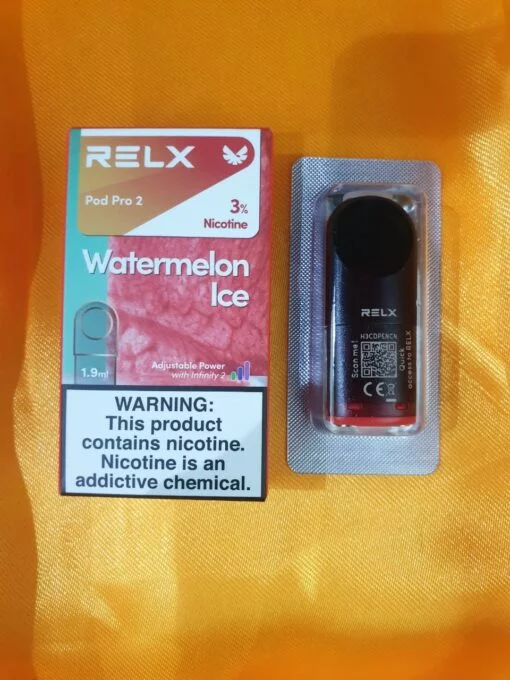 RELX
Pod Pro 2
3%
Nicotine
Watermelon
Ice
1.9ml
Adjustable Power
with Infinity 2
WARNING:
This product
contains nicotine.
Nicotine is an
addictive chemical.
RELX
H3CDPENCN
Scan me!
Quick
access to RELX
CE